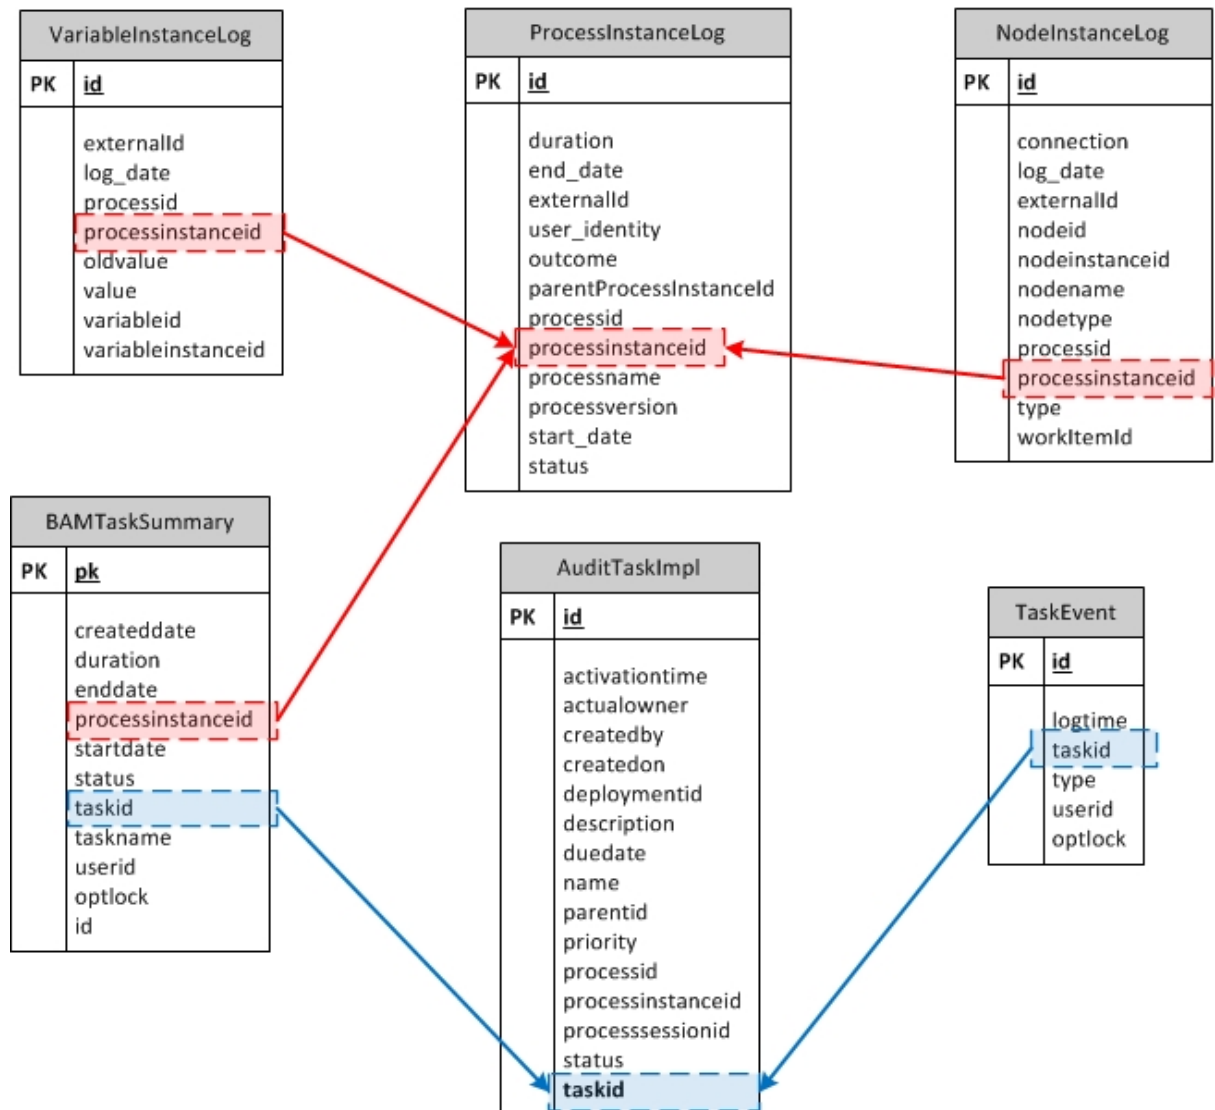 VariableInstanceLog
PK id
externalId
log_date
processid
processinstanceid
oldvalue
value
variableid
variableinstanceid
ProcessInstanceLog
PK id
duration
end_date
externalId
user_identity
outcome
parentProcessInstanceId
processid
processinstanceid
processname
processversion
start_date
status
NodeInstanceLog
PK id
connection
log_date
externalId
nodeid
nodeinstanceid
nodename
nodetype
processid
processinstanceid
type
workItemId
BAMTaskSummary
PK pk
createddate
duration
enddate
processinstanceid
startdate
status
taskid
taskname
userid
optlock
id
AuditTaskImpl
PK id
activationtime
actualowner
createdby
createdon
deploymentid
description
duedate
name
parentid
priority
processid
processinstanceid
processsessionid
status
taskid
TaskEvent
PK id
logtime
taskid
type
userid
optlock